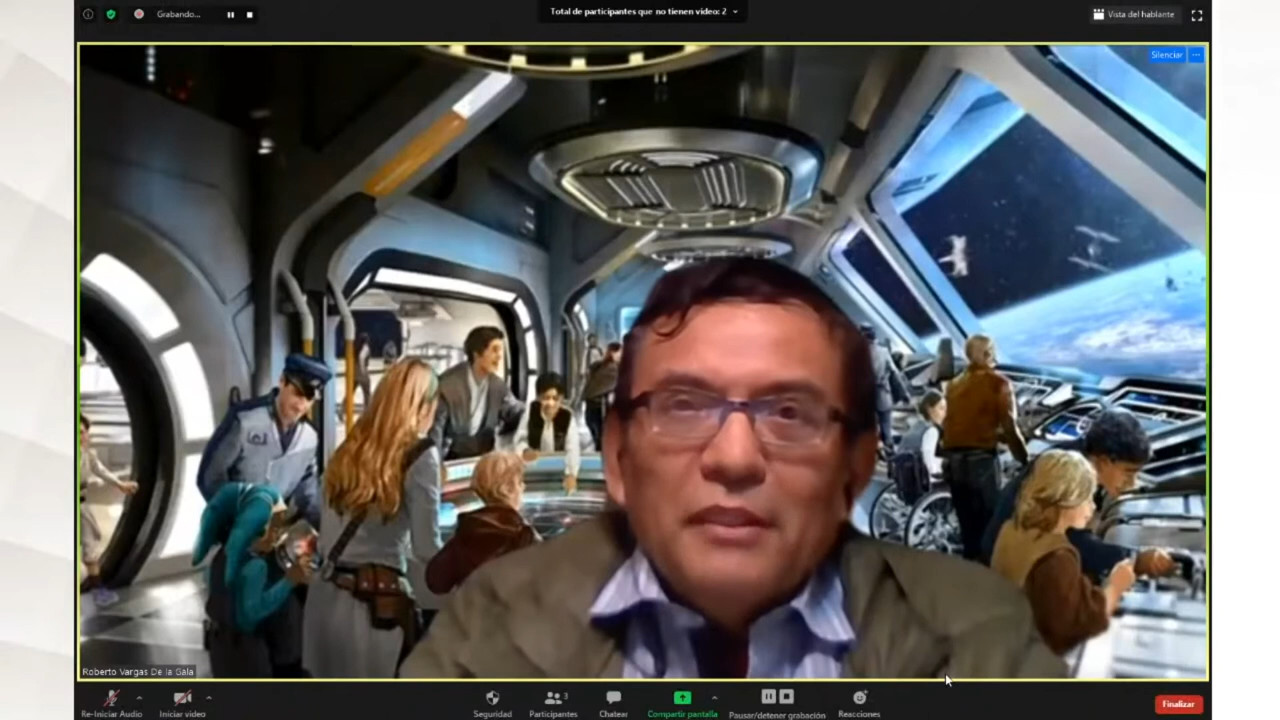 Grabando...
Total de participantes que no tienen video: 2
Vista del hablante
Silenciar
Roberto Vargas De la Gala
Re-Iniciar Audio
Iniciar video
Seguridad
Participantes
3
Chatear
Compartir pantalla
Pausar/detener grabación
Reacciones
Finalizar